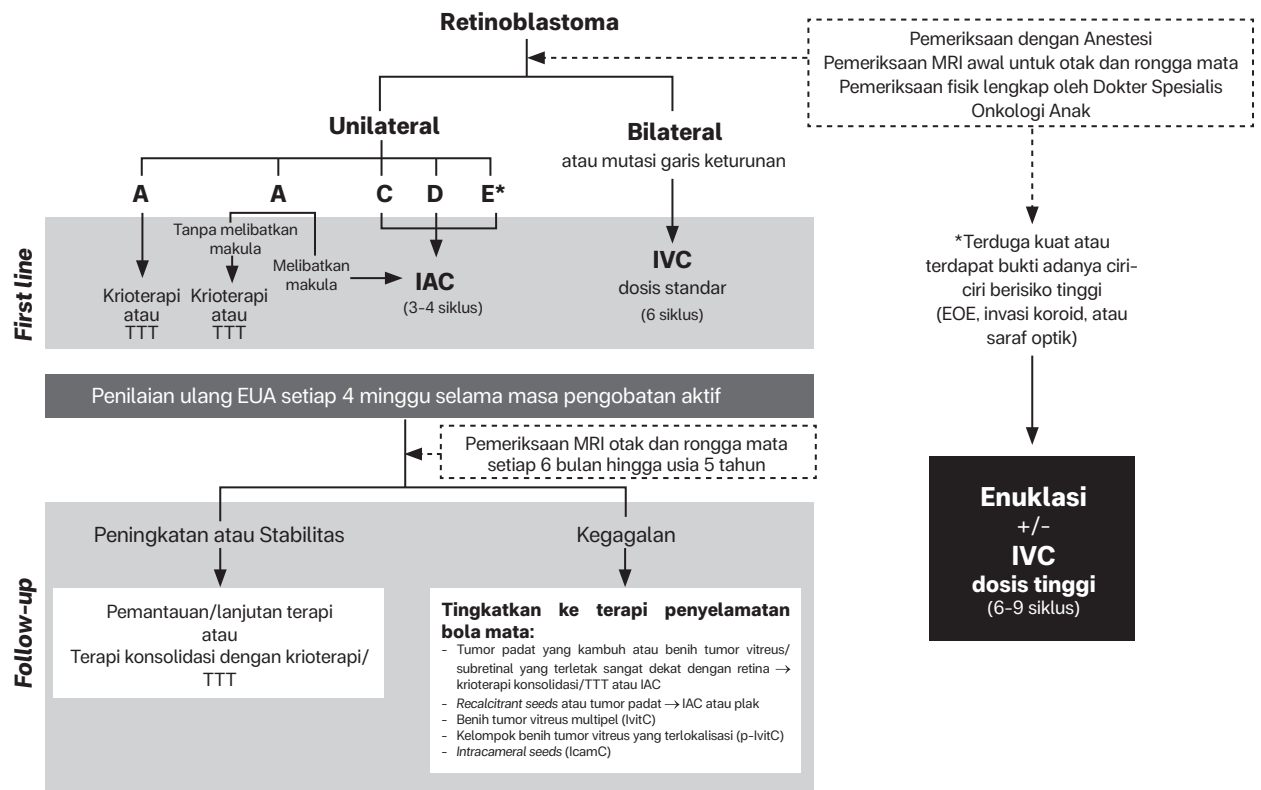 Retinoblastoma
Pemeriksaan dengan Anestesi
Pemeriksaan MRI awal untuk otak dan rongga mata
Pemeriksaan fisik lengkap oleh Dokter Spesialis
Onkologi Anak
Unilateral
Bilateral
atau mutasi garis keturunan
A
A
C
D
E*
First line
Krioterapi
atau
TTT
Tanpa melibatkan
makula
Krioterapi
atau
TTT
Melibatkan
makula
IAC
(3-4 siklus)
IVC
dosis standar
(6 siklus)
*Terduga kuat atau
terdapat bukti adanya ciri-
ciri berisiko tinggi
(EOE, invasi koroid, atau
saraf optik)
Enuklasi
+/-
IVC
dosis tinggi
(6-9 siklus)
Penilaian ulang EUA setiap 4 minggu selama masa pengobatan aktif
Pemeriksaan MRI otak dan rongga mata
setiap 6 bulan hingga usia 5 tahun
Follow-up
Peningkatan atau Stabilitas
Pemantauan/lanjutan terapi
atau
Terapi konsolidasi dengan krioterapi/
TTT
Kegagalan
Tingkatkan ke terapi penyelamatan
bola mata:
- Tumor padat yang kambuh atau benih tumor vitreus/
subretinal yang terletak sangat dekat dengan retina →
krioterapi konsolidasi/TTT atau IAC
- Recalcitrant seeds atau tumor padat → IAC atau plak
- Benih tumor vitreus multipel (IvitC)
- Kelompok benih tumor vitreus yang terlokalisasi (p-IvitC)
- Intracameral seeds (IcamC)